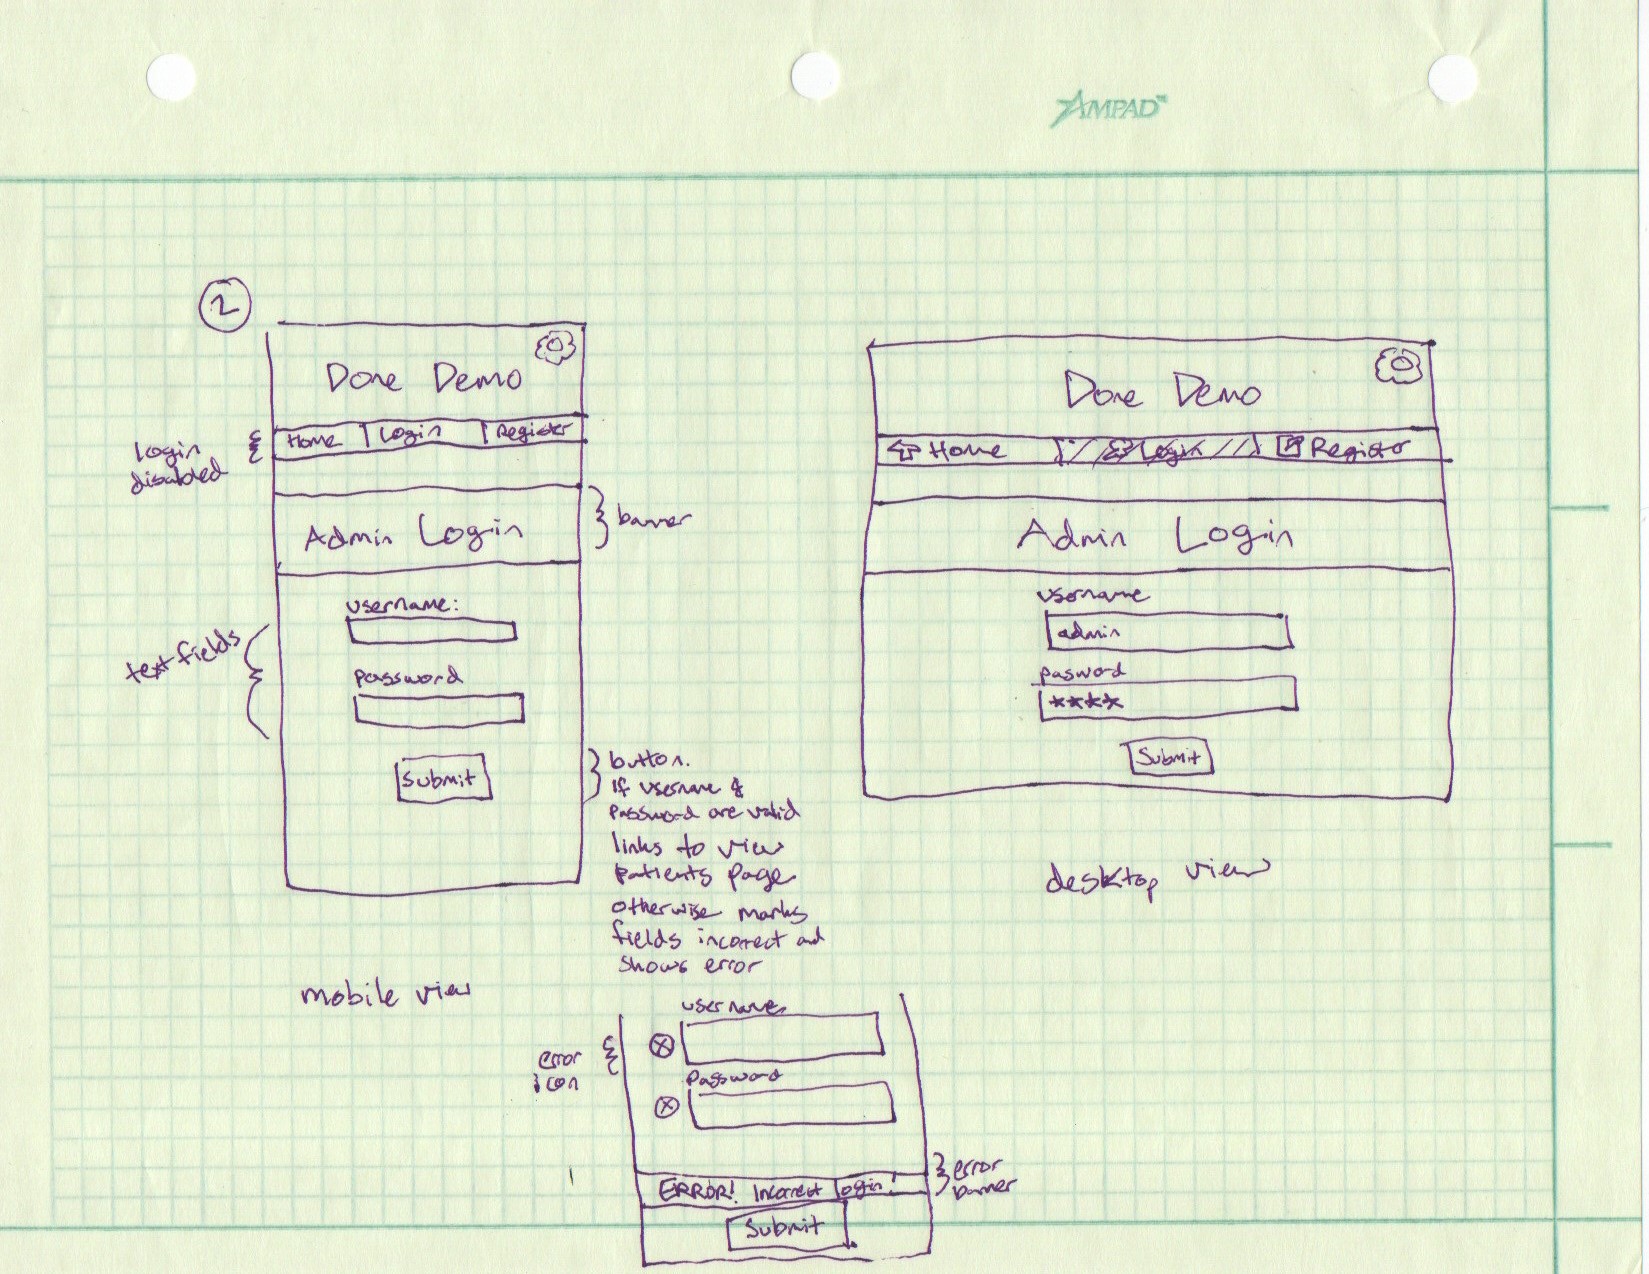 AMPAD™
2
Done Demo
Home Login Register
login
disabled
Admin Login
banner
username:
text fields
password
Submit
button.
If username &
password are valid
links to view
patients page
otherwise marks
fields incorrect and
shows error
mobile view
Done Demo
Home Login Register
Admin Login
username
admin
pasword
****
Submit
desktop view
username
error
icon
password
ERROR! Incorrect login!
error
banner
Submit